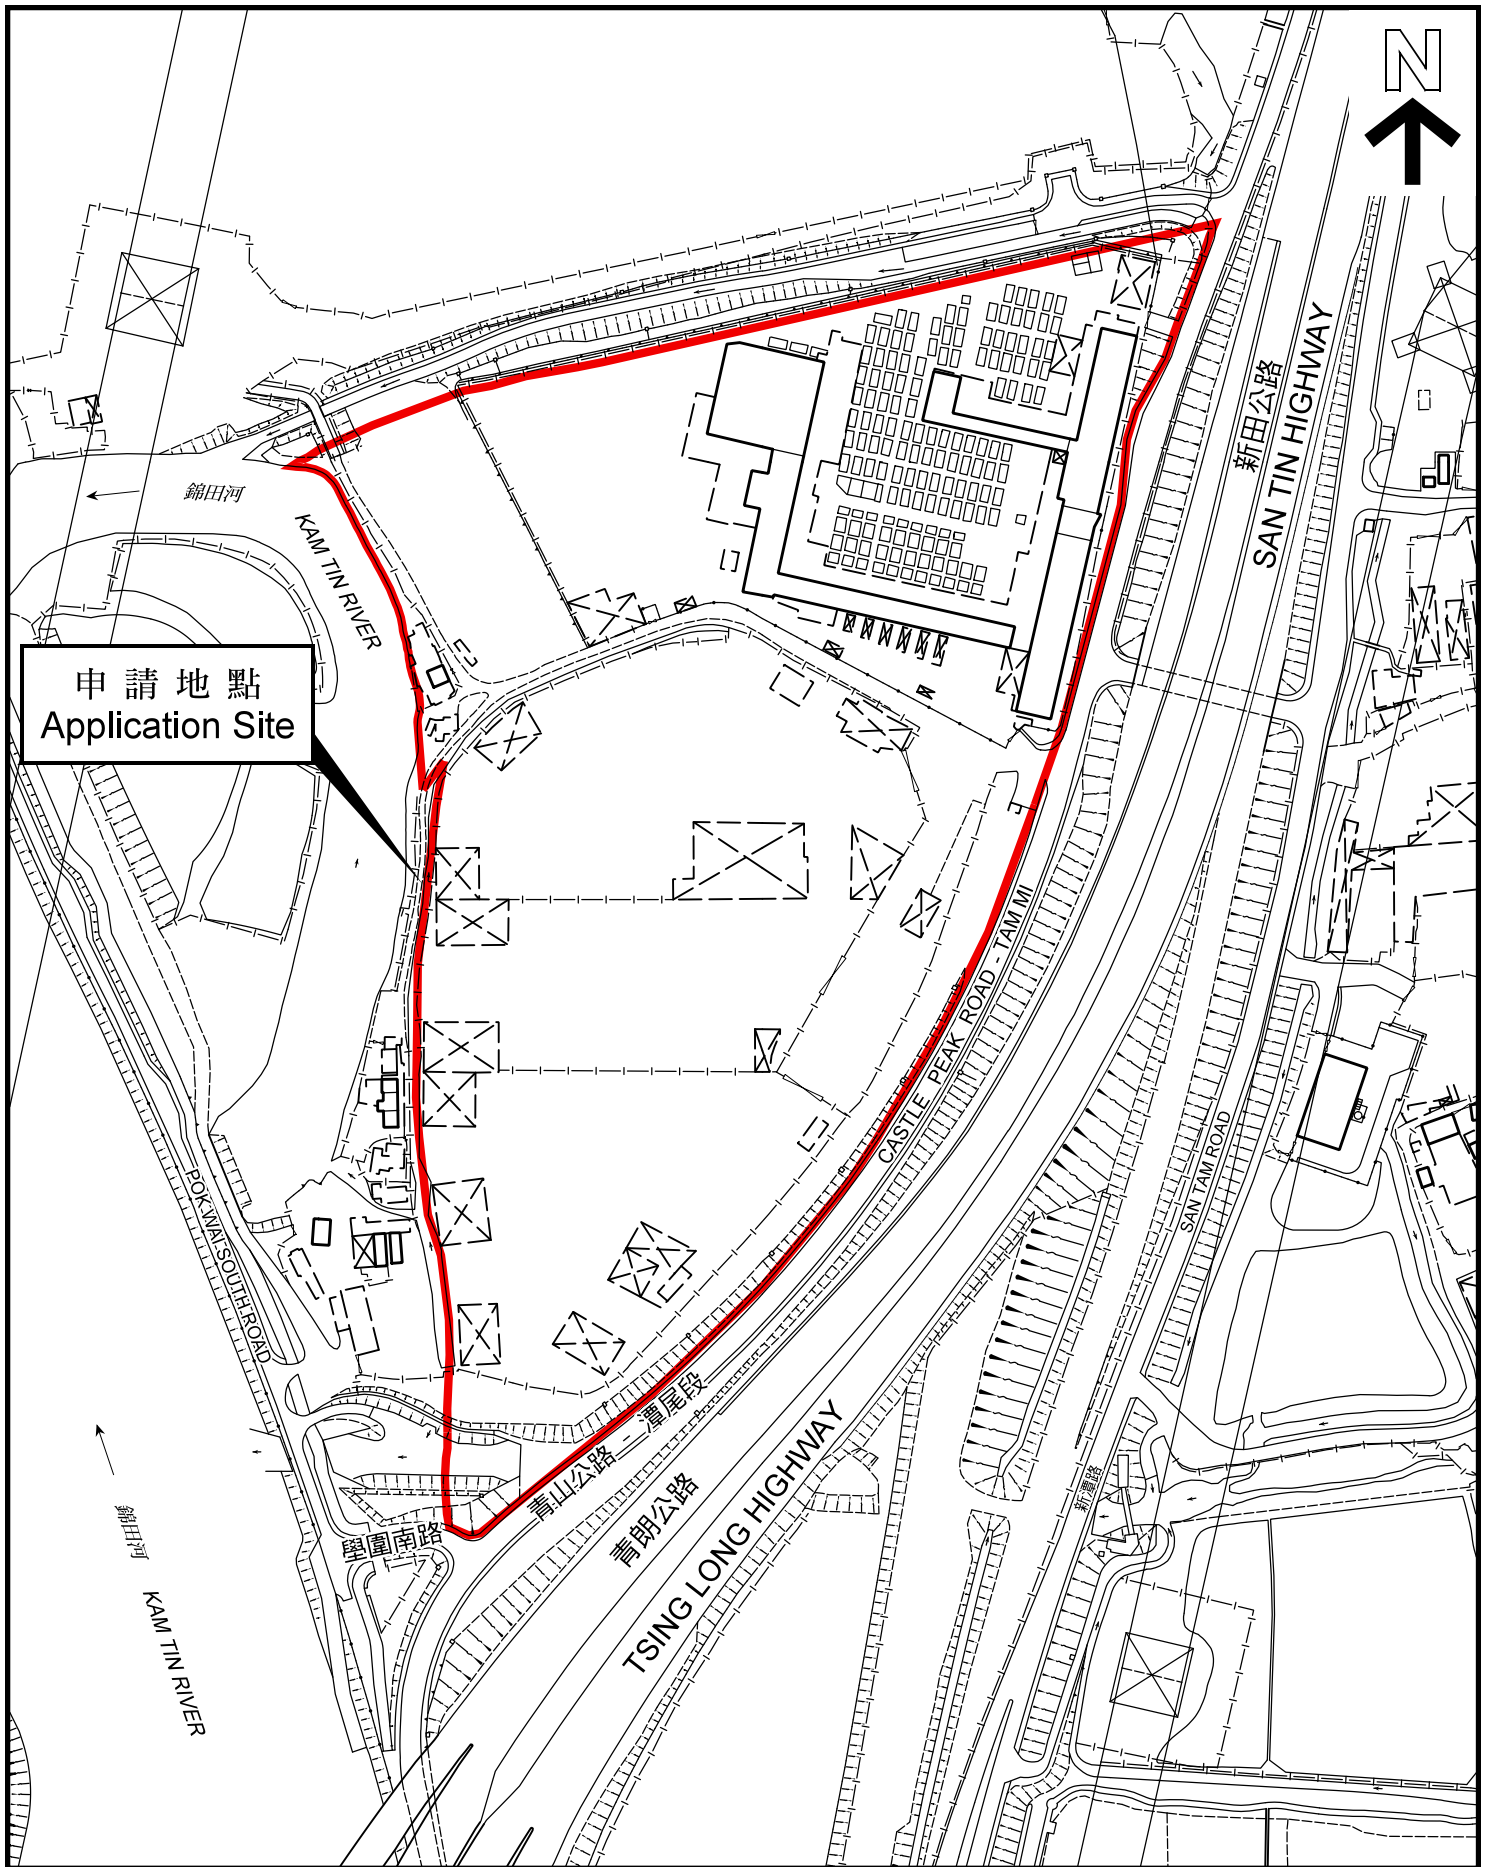 N
新田公路
SAN TIN HIGHWAY
錦田河
KAM TIN RIVER
申請地點
Application Site
CASTLE PEAK ROAD - TAM MI
SAN TAM ROAD
POK WAI SOUTH ROAD
青山公路
潭尾段
新潭路
學圍南路
青朗公路
TSING LONG HIGHWAY
錦田河
KAM TIN RIVER